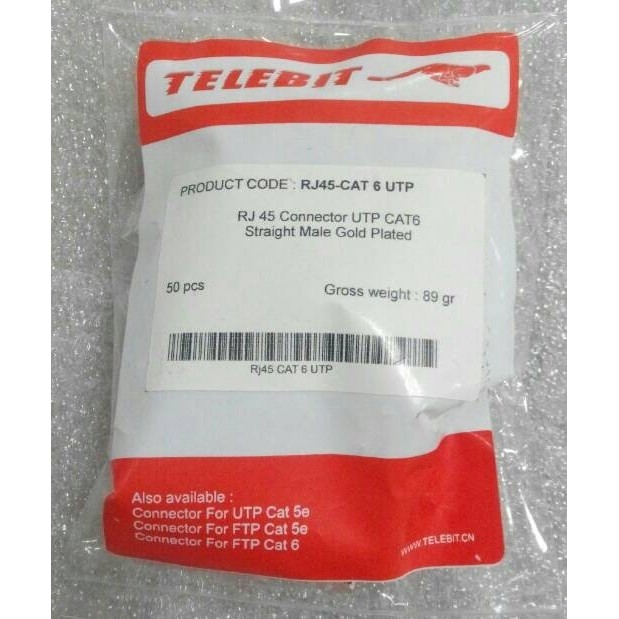 TELEBIT
PRODUCT CODE : RJ45-CAT 6 UTP
RJ 45 Connector UTP CAT6
Straight Male Gold Plated
50 pcs Gross weight : 89 gr
Rj45 CAT 6 UTP
Also available :
Connector For UTP Cat 5e
Connector For FTP Cat 5e
Connector For FTP Cat 6
www.TELEBIT.CN